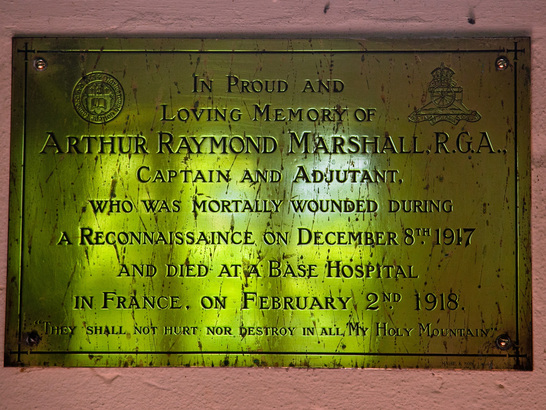 In Proud and
Loving Memory of
Arthur Raymond Marshall, R.G.A.,
Captain and Adjutant,
who was mortally wounded during
a Reconnaissaince on December 8TH 1917
and died at a Base Hospital
in France, on February 2ND 1918.
"They shall not hurt nor destroy in all My Holy Mountain."